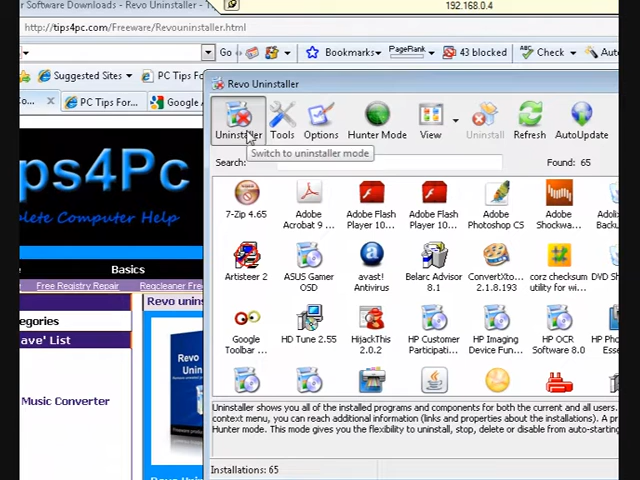 r Software Downloads - Revo Uninstaller -
192.168.0.4
http://tips4pc.com/Freeware/Revouninstaller.html
Go
Bookmarks
PageRank
43 blocked
Check
Suggested Sites
PC Tips
Revo Uninstaller
PC Tips For...
Google
Uninstaller
Tools
Options
Hunter Mode
View
Uninstall
Refresh
AutoUpdate
Switch to uninstaller mode
Search:
Found: 65
ps4Pc
plete Computer Help
7-Zip 4.65
Adobe Acrobat 9 ...
Adobe Flash Player 10...
Adobe Flash Player 10...
Adobe Photoshop CS
Adobe Shockwa...
Artisteer 2
ASUS Gamer OSD
avast! Antivirus
Belarc Advisor 8.1
ConvertXto... 2.1.8.193
corz checksum utility for wi...
DVD
Basics
Free Registry Repair
Regcleaner
Revo unins
egories
ave' List
Music Converter
Revo
Unin
Google Toolbar ...
HD Tune 2.55
HijackThis 2.0.2
HP Customer Participati...
HP Imaging Device Fun...
HP OCR Software 8.0
Uninstaller shows you all of the installed programs and components for both the current and all users.
context menu, you can reach additional information (links and properties about the installations).
Hunter mode. This mode gives you the flexibility to uninstall, stop, delete or disable from auto-starting
Installations: 65